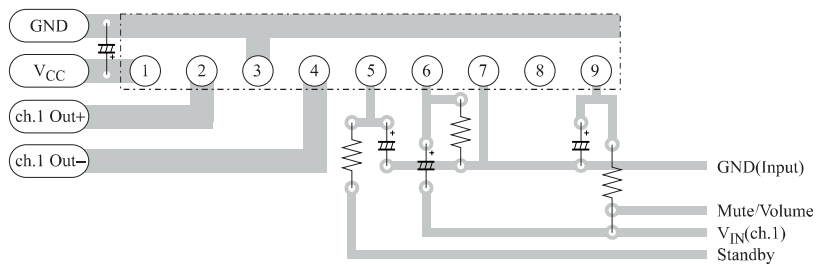 GND
VCC
1 2 3 4 5 6 7 8 9
ch.1 Out+
ch.1 Out−
+
+
+
+
GND(Input)
Mute/Volume
VIN(ch.1)
Standby